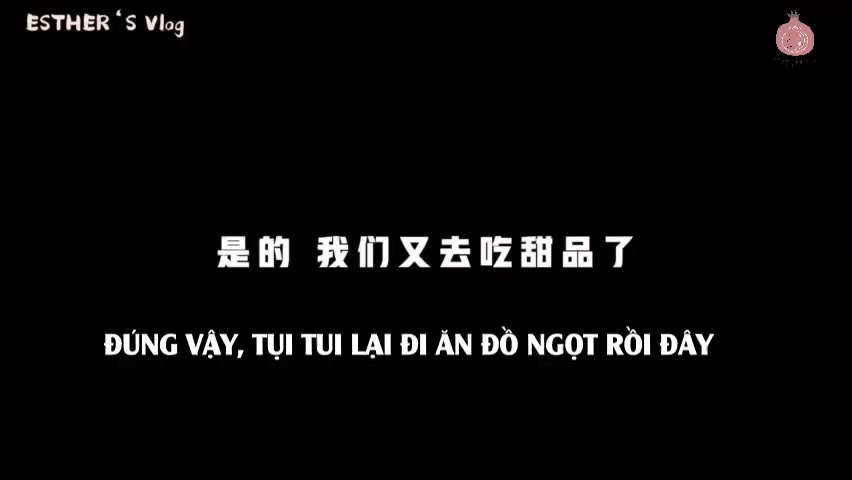 ESTHER'S Vlog
是的 我们又去吃甜品了
ĐÚNG VẬY, TỤI TUI LẠI ĐI ĂN ĐỒ NGỌT RỒI ĐÂY